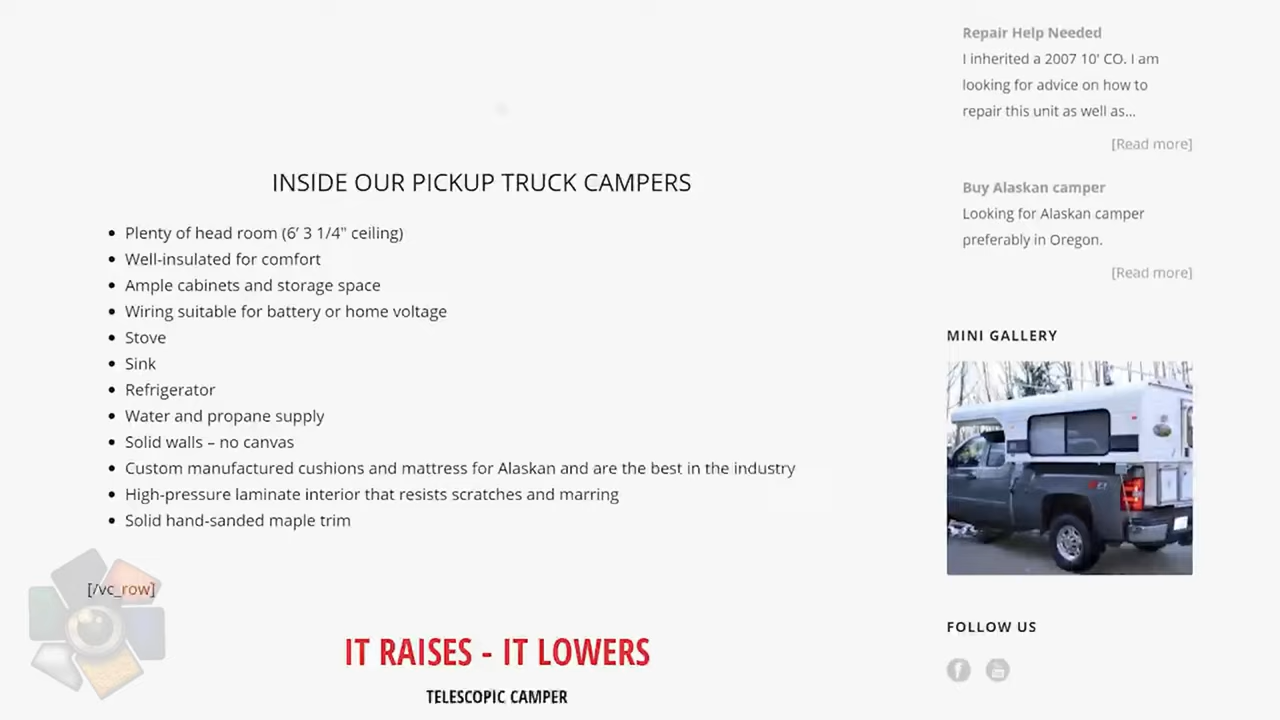 INSIDE OUR PICKUP TRUCK CAMPERS
Plenty of head room (6’ 3 1/4" ceiling)
Well-insulated for comfort
Ample cabinets and storage space
Wiring suitable for battery or home voltage
Stove
Sink
Refrigerator
Water and propane supply
Solid walls – no canvas
Custom manufactured cushions and mattress for Alaskan and are the best in the industry
High-pressure laminate interior that resists scratches and marring
Solid hand-sanded maple trim
[/vc_row]
IT RAISES - IT LOWERS
TELESCOPIC CAMPER
Repair Help Needed
I inherited a 2007 10' CO. I am
looking for advice on how to
repair this unit as well as...
[Read more]
Buy Alaskan camper
Looking for Alaskan camper
preferably in Oregon.
[Read more]
MINI GALLERY
FOLLOW US